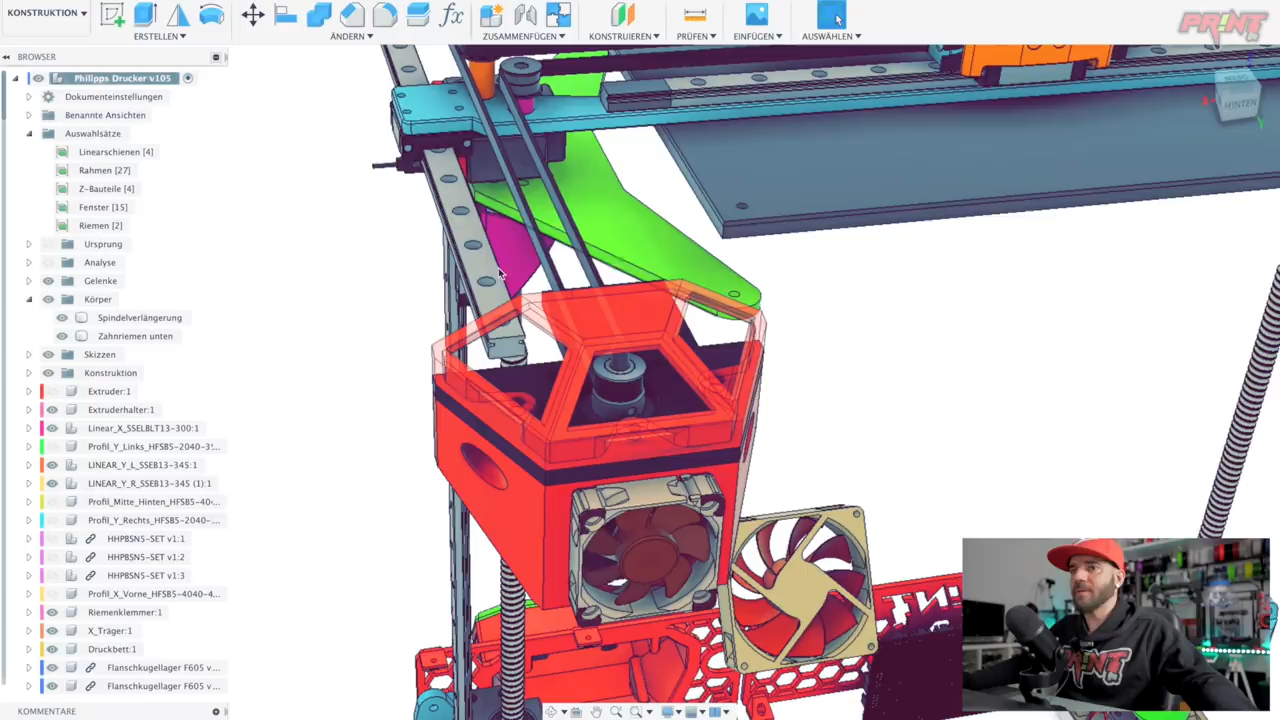 KONSTRUKTION
ERSTELLEN
ÄNDERN
ZUSAMMENFÜGEN
KONSTRUIEREN
PRÜFEN
EINFÜGEN
AUSWÄHLEN
PRINT
BROWSER
Philipps Drucker v105
Dokumenteinstellungen
Benannte Ansichten
Auswahlsätze
Linearschienen [4]
Rahmen [27]
Z-Bauteile [4]
Fenster [15]
Riemen [2]
Ursprung
Analyse
Gelenke
Körper
Spindelverlängerung
Zahnriemen unten
Skizzen
Konstruktion
Extruder:1
Extruderhalter:1
Linear_X_SSELBLT13-300:1
Profil_Y_Links_HFSB5-2040-3...
LINEAR_Y_L_SSEB13-345:1
LINEAR_Y_R_SSEB13-345 (1):1
Profil_Mitte_Hinten_HFSB5-40...
Profil_Y_Rechts_HFSB5-2040-...
HHPBSN5-SET v1:1
HHPBSN5-SET v1:2
HHPBSN5-SET v1:3
Profil_X_Vorne_HFSB5-4040-4...
Riemenklemmer:1
X_Träger:1
Druckbett:1
Flanschkugellager F605 v...
Flanschkugellager F605 v...
KOMMENTARE
HINTEN
PRINT